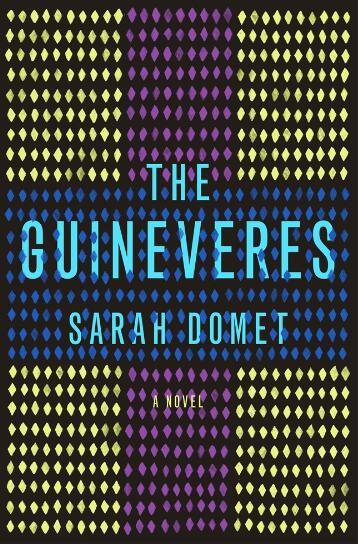 THE
GUINEVERES
SARAH DOMET
A NOVEL